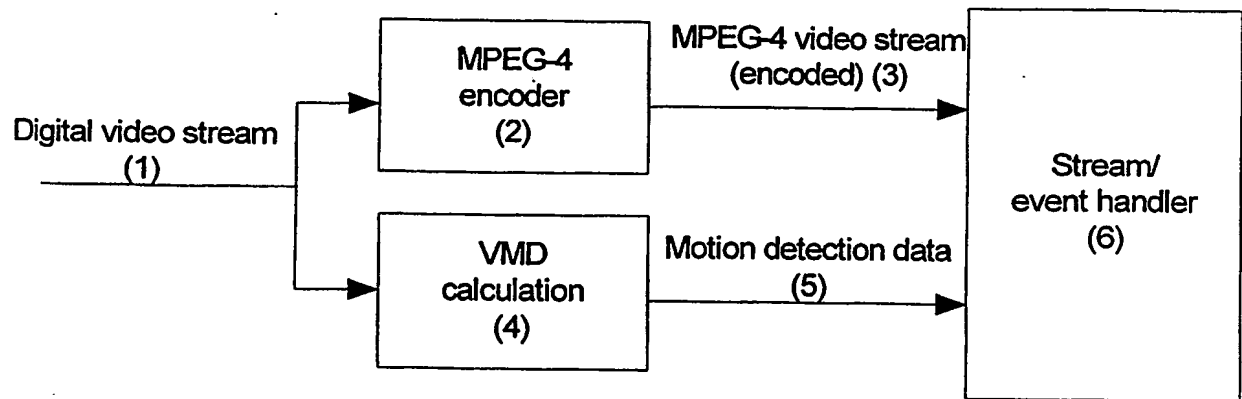 Digital video stream
(1)
MPEG-4
encoder
(2)
MPEG-4 video stream
(encoded) (3)
VMD
calculation
(4)
Motion detection data
(5)
Stream/
event handler
(6)